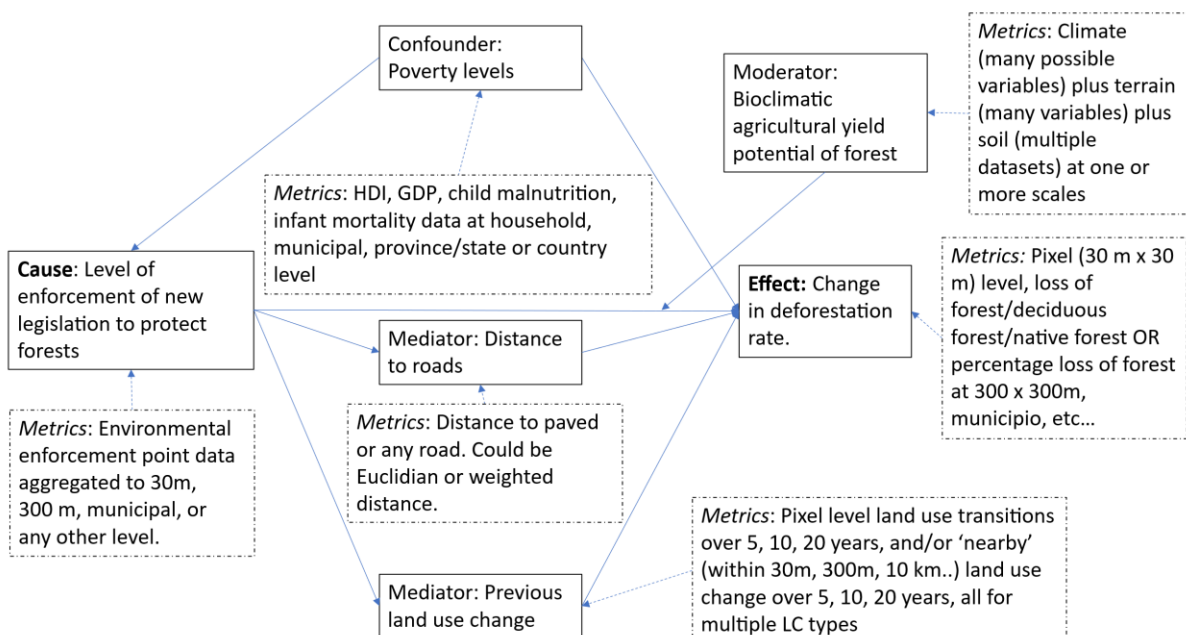 Confounder:
Poverty levels
Metrics: HDI, GDP, child malnutrition,
infant mortality data at household,
municipal, province/state or country
level
Moderator:
Bioclimatic
agricultural yield
potential of forest
Metrics: Climate
(many possible
variables) plus terrain
(many variables) plus
soil (multiple
datasets) at one or
more scales
Cause: Level of
enforcement of new
legislation to protect
forests
Metrics: Environmental
enforcement point data
aggregated to 30m,
300 m, municipal, or
any other level.
Mediator: Distance
to roads
Metrics: Distance to paved
or any road. Could be
Euclidian or weighted
distance.
Effect: Change
in deforestation
rate.
Metrics: Pixel (30 m x 30
m) level, loss of
forest/deciduous
forest/native forest OR
percentage loss of forest
at 300 x 300m,
municipio, etc…
Mediator: Previous
land use change
Metrics: Pixel level land use transitions
over 5, 10, 20 years, and/or ‘nearby’
(within 30m, 300m, 10 km..) land use
change over 5, 10, 20 years, all for
multiple LC types